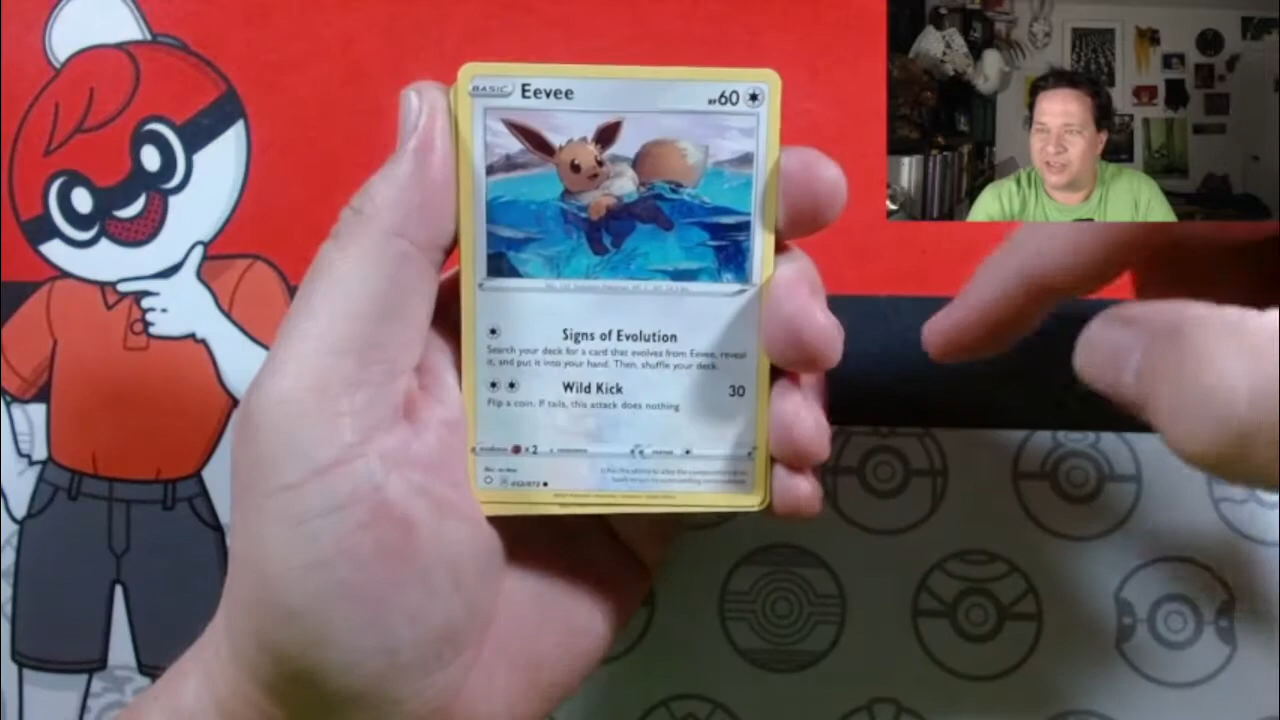 BASIC Eevee HP60
Signs of Evolution
Search your deck for a card that evolves from Eevee, reveal
it, and put it into your hand. Then, shuffle your deck.
Wild Kick 30
Flip a coin. If tails, this attack does nothing
x2